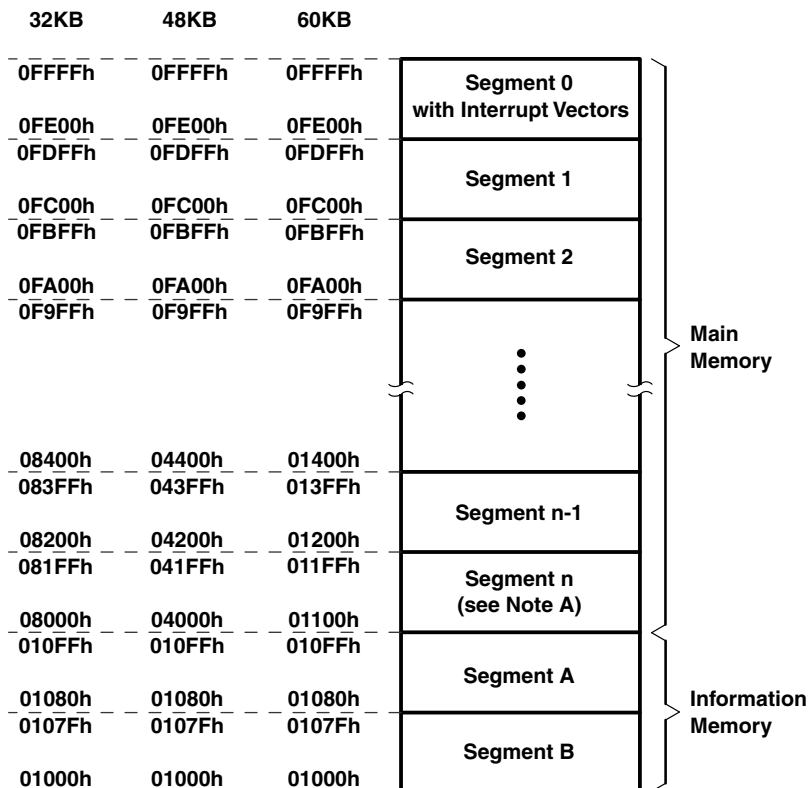 32KB 48KB 60KB
0FFFFh 0FFFFh 0FFFFh
Segment 0
with Interrupt Vectors
0FE00h 0FE00h 0FE00h
0FDFFh 0FDFFh 0FDFFh
Segment 1
0FC00h 0FC00h 0FC00h
0FBFFh 0FBFFh 0FBFFh
Segment 2
0FA00h 0FA00h 0FA00h
0F9FFh 0F9FFh 0F9FFh
Main
Memory
08400h 04400h 01400h
083FFh 043FFh 013FFh
Segment n-1
08200h 04200h 01200h
081FFh 041FFh 011FFh
Segment n
(see Note A)
08000h 04000h 01100h
010FFh 010FFh 010FFh
Segment A
01080h 01080h 01080h
Information
Memory
0107Fh 0107Fh 0107Fh
Segment B
01000h 01000h 01000h